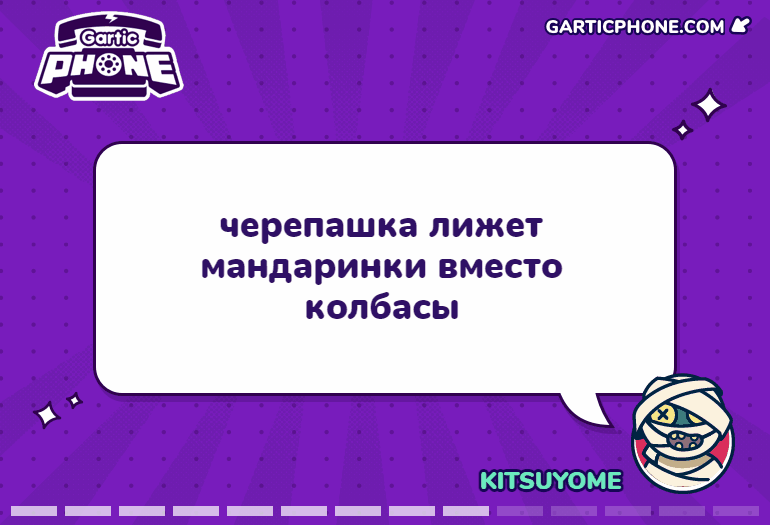 Gartic
PHONE
GARTICPHONE.COM
черепашка лижет
мандаринки вместо
колбасы
KITSUYOME